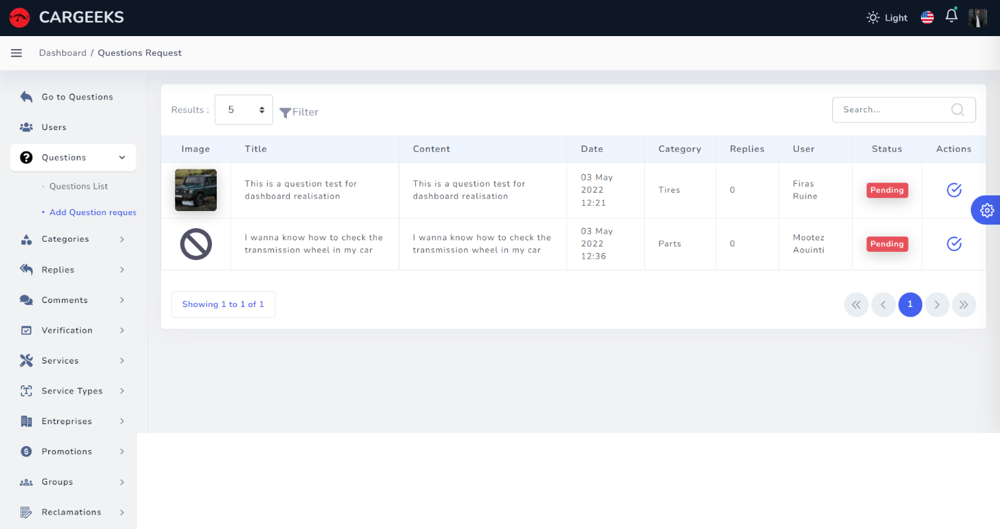 CARGEEKS
Light
Dashboard / Questions Request
Go to Questions
Users
Questions
Questions List
Add Question reques
Categories
Replies
Comments
Verification
Services
Service Types
Entreprises
Promotions
Groups
Reclamations
Results :
5
Filter
Search...
Image Title Content Date Category Replies User Status Actions
This is a question test for
dashboard realisation
This is a question test for
dashboard realisation
03 May
2022
12:21
Tires
0
Firas
Ruine
Pending
I wanna know how to check the
transmission wheel in my car
I wanna know how to check the
transmission wheel in my car
03 May
2022
12:36
Parts
0
Mootez
Aouinti
Pending
Showing 1 to 1 of 1
1